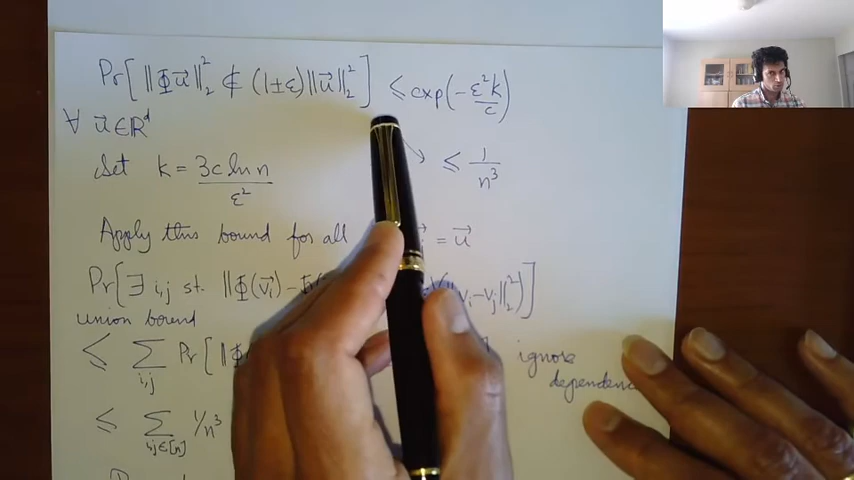 Pr[ ||Φu⃗||₂² ∉ (1±ε)||u⃗||₂² ] ≤ exp(-ε²k/c)
∀ u⃗∈ℝᵈ
Set k = 3c ln n / ε² → ≤ 1/n³
Apply this bound for all = u⃗
Pr[ ∃ i,j st. ||Φ(v⃗ᵢ) - vᵢ - vⱼ||₂²) ]
union bound
≤ Σ i,j Pr[ ||Φ ignore
dependence
≤ Σ i,j∈[n] 1/n³